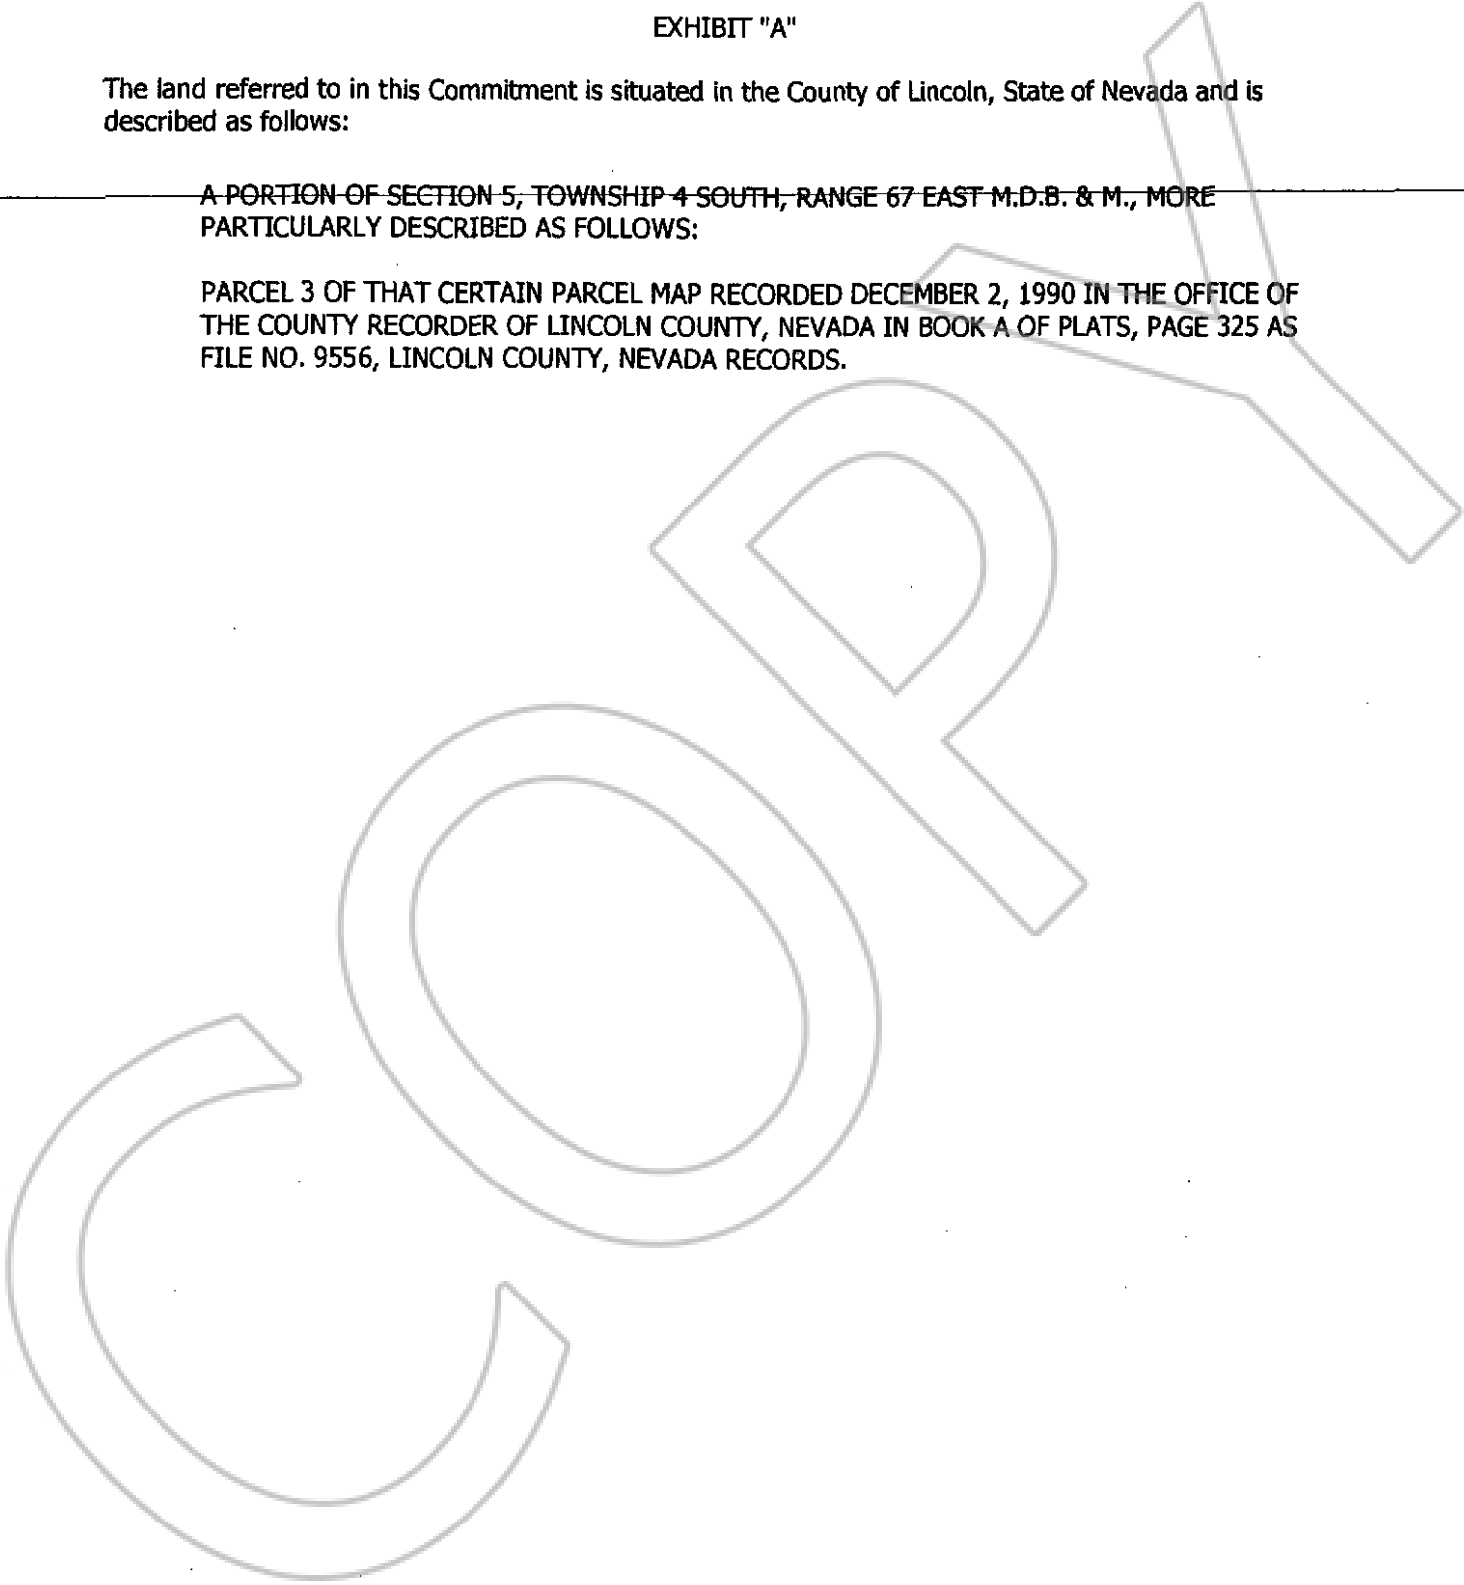 EXHIBIT "A"
The land referred to in this Commitment is situated in the County of Lincoln, State of Nevada and is
described as follows:
A PORTION OF SECTION 5, TOWNSHIP 4 SOUTH, RANGE 67 EAST M.D.B. & M., MORE
PARTICULARLY DESCRIBED AS FOLLOWS:
PARCEL 3 OF THAT CERTAIN PARCEL MAP RECORDED DECEMBER 2, 1990 IN THE OFFICE OF
THE COUNTY RECORDER OF LINCOLN COUNTY, NEVADA IN BOOK A OF PLATS, PAGE 325 AS
FILE NO. 9556, LINCOLN COUNTY, NEVADA RECORDS.
COPY